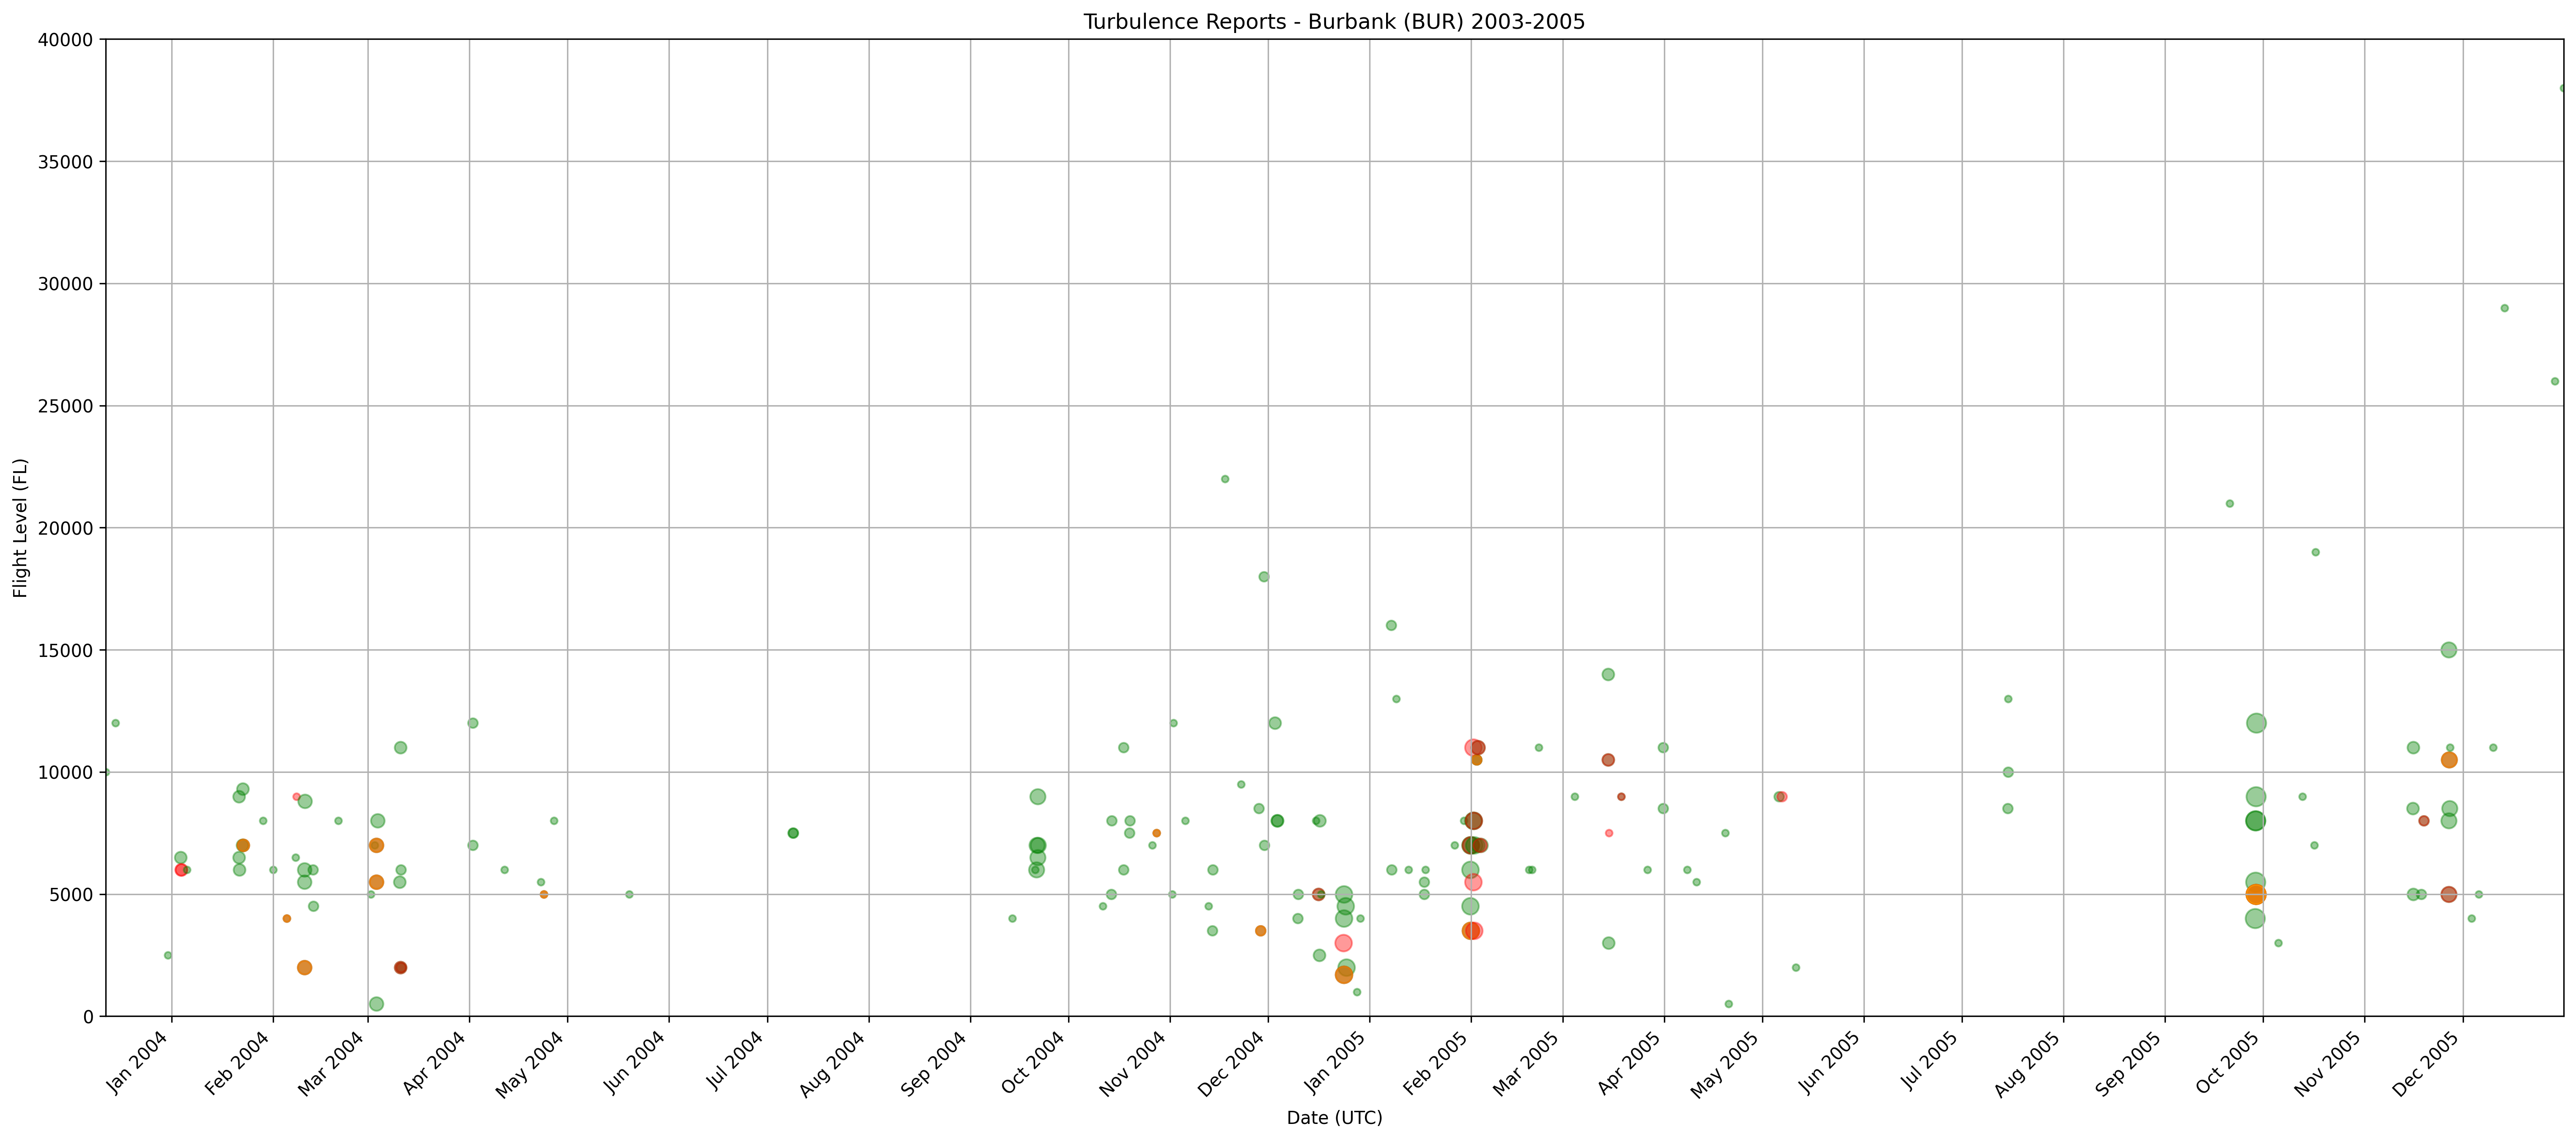 Turbulence Reports - Burbank (BUR) 2003-2005
40000
35000
30000
25000
20000
15000
10000
5000
0
Flight Level (FL)
Jan 2004
Feb 2004
Mar 2004
Apr 2004
May 2004
Jun 2004
Jul 2004
Aug 2004
Sep 2004
Oct 2004
Nov 2004
Dec 2004
Jan 2005
Feb 2005
Mar 2005
Apr 2005
May 2005
Jun 2005
Jul 2005
Aug 2005
Sep 2005
Oct 2005
Nov 2005
Dec 2005
Date (UTC)